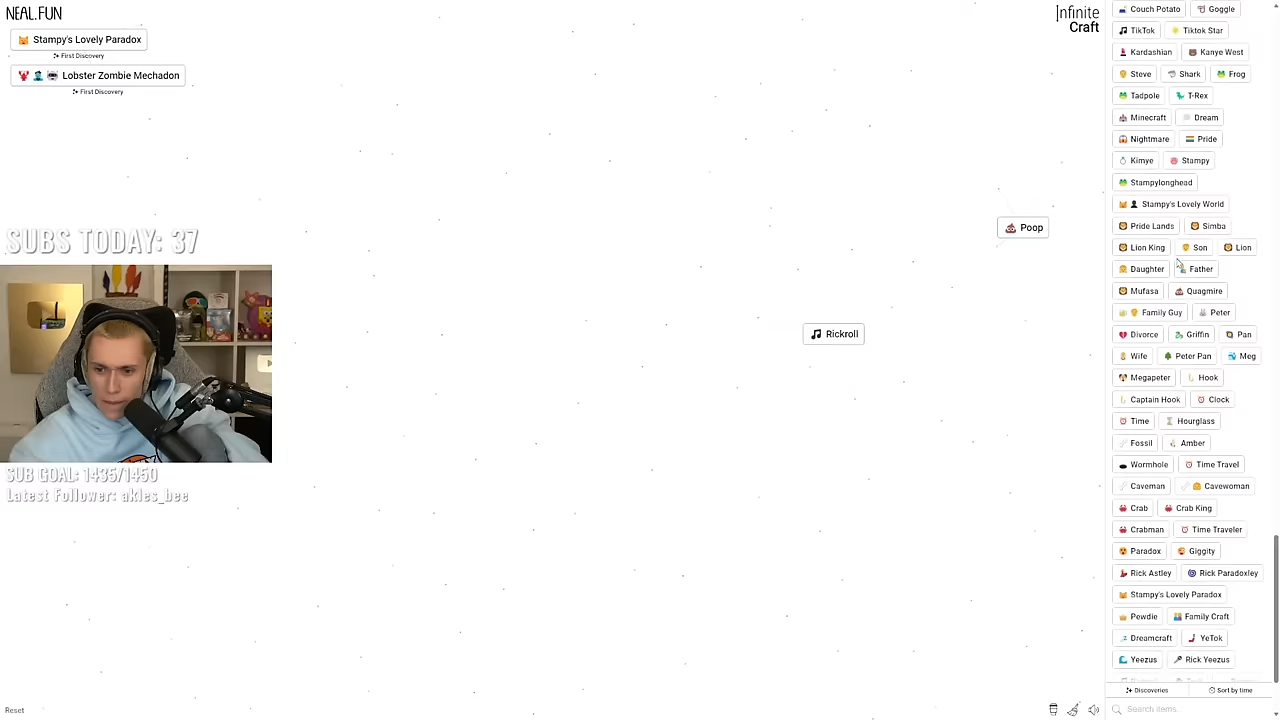 NEAL.FUN
Infinite
Craft
Stampy's Lovely Paradox
First Discovery
Lobster Zombie Mechadon
First Discovery
SUBS TODAY: 37
SUB GOAL: 1435/1450
Latest Follower: akles_bee
Poop
Rickroll
Couch Potato Goggle
TikTok Tiktok Star
Kardashian Kanye West
Steve Shark Frog
Tadpole T-Rex
Minecraft Dream
Nightmare Pride
Kimye Stampy
Stampylonghead
Stampy's Lovely World
Pride Lands Simba
Lion King Son Lion
Daughter Father
Mufasa Quagmire
Family Guy Peter
Divorce Griffin Pan
Wife Peter Pan Meg
Megapeter Hook
Captain Hook Clock
Time Hourglass
Fossil Amber
Wormhole Time Travel
Caveman Cavewoman
Crab Crab King
Crabman Time Traveler
Paradox Giggity
Rick Astley Rick Paradoxley
Stampy's Lovely Paradox
Pewdie Family Craft
Dreamcraft YeTok
Yeezus Rick Yeezus
Discoveries Sort by time
Search items...
Reset